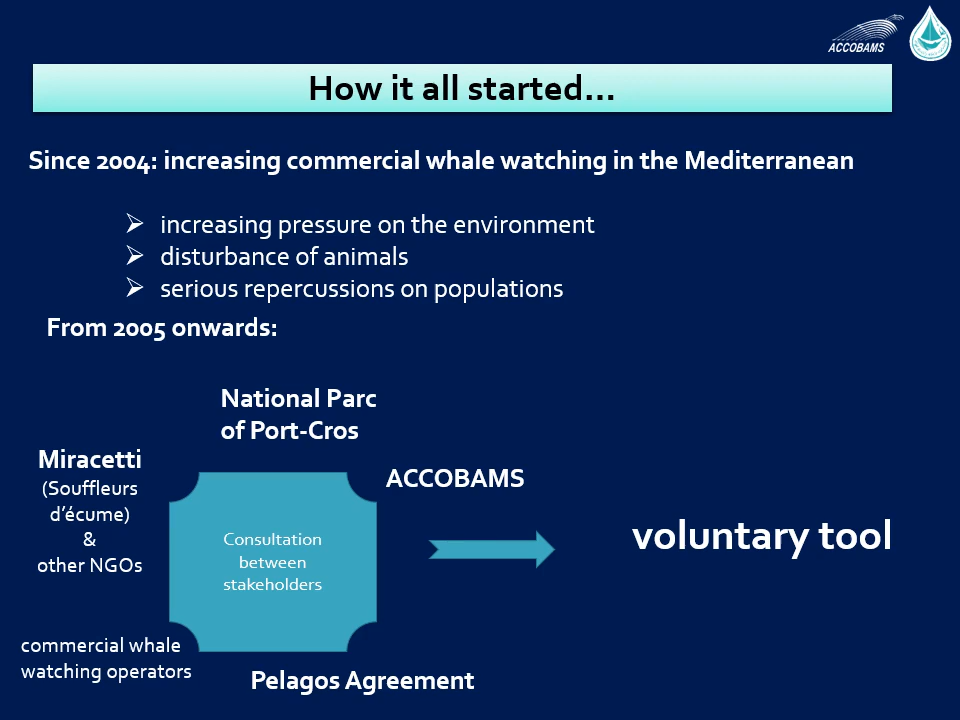 ACCOBAMS
How it all started...
Since 2004: increasing commercial whale watching in the Mediterranean
increasing pressure on the environment
disturbance of animals
serious repercussions on populations
From 2005 onwards:
National Parc
of Port-Cros
Miracetti
(Souffleurs
d'écume)
&
other NGOs
ACCOBAMS
Consultation
between
stakeholders
voluntary tool
commercial whale
watching operators
Pelagos Agreement